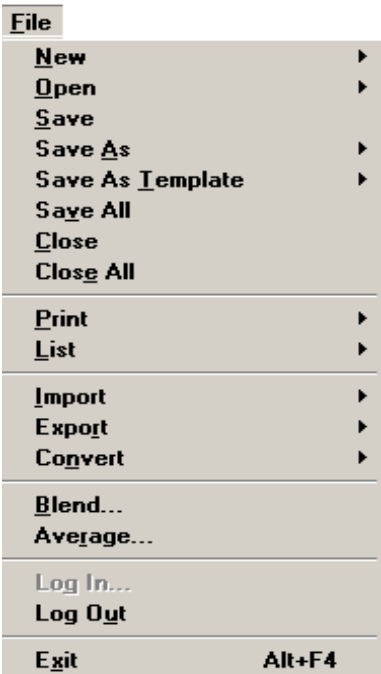 File
New
Open
Save
Save As
Save As Template
Save All
Close
Close All
Print
List
Import
Export
Convert
Blend...
Average...
Log In...
Log Out
Exit Alt+F4